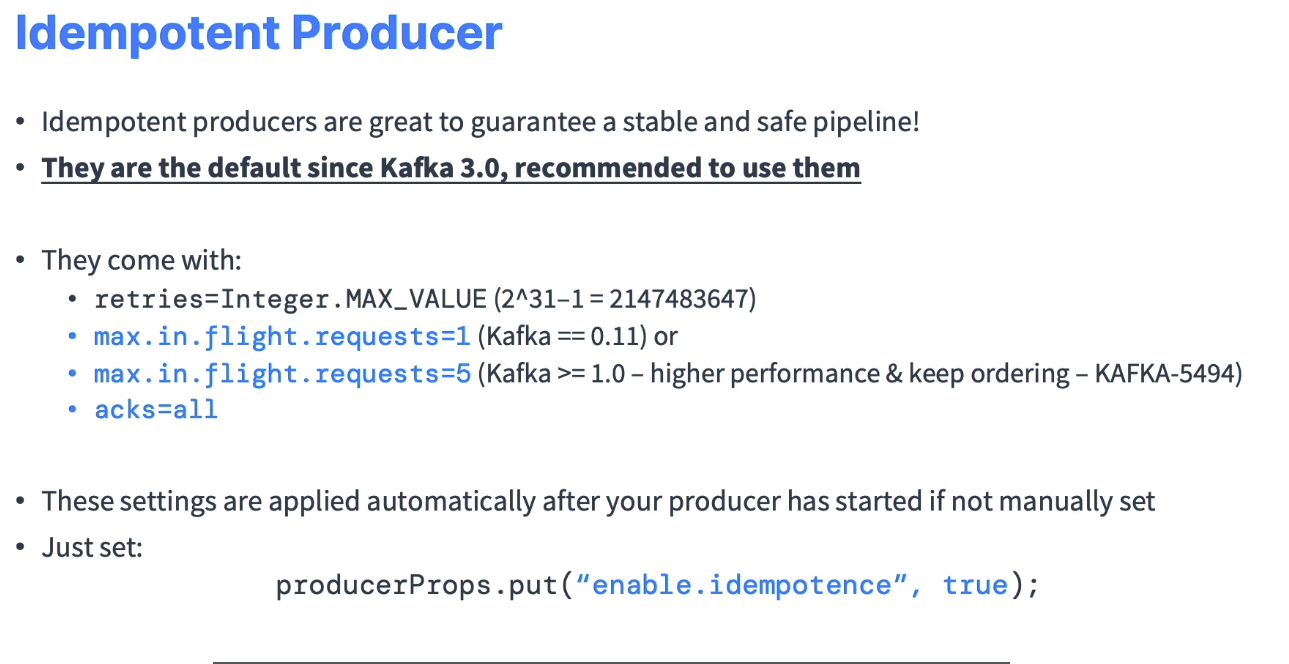 Idempotent Producer
• Idempotent producers are great to guarantee a stable and safe pipeline!
• They are the default since Kafka 3.0, recommended to use them
• They come with:
• retries=Integer.MAX_VALUE (2^31–1 = 2147483647)
• max.in.flight.requests=1 (Kafka == 0.11) or
• max.in.flight.requests=5 (Kafka >= 1.0 – higher performance & keep ordering – KAFKA-5494)
• acks=all
• These settings are applied automatically after your producer has started if not manually set
• Just set:
producerProps.put(“enable.idempotence”, true);